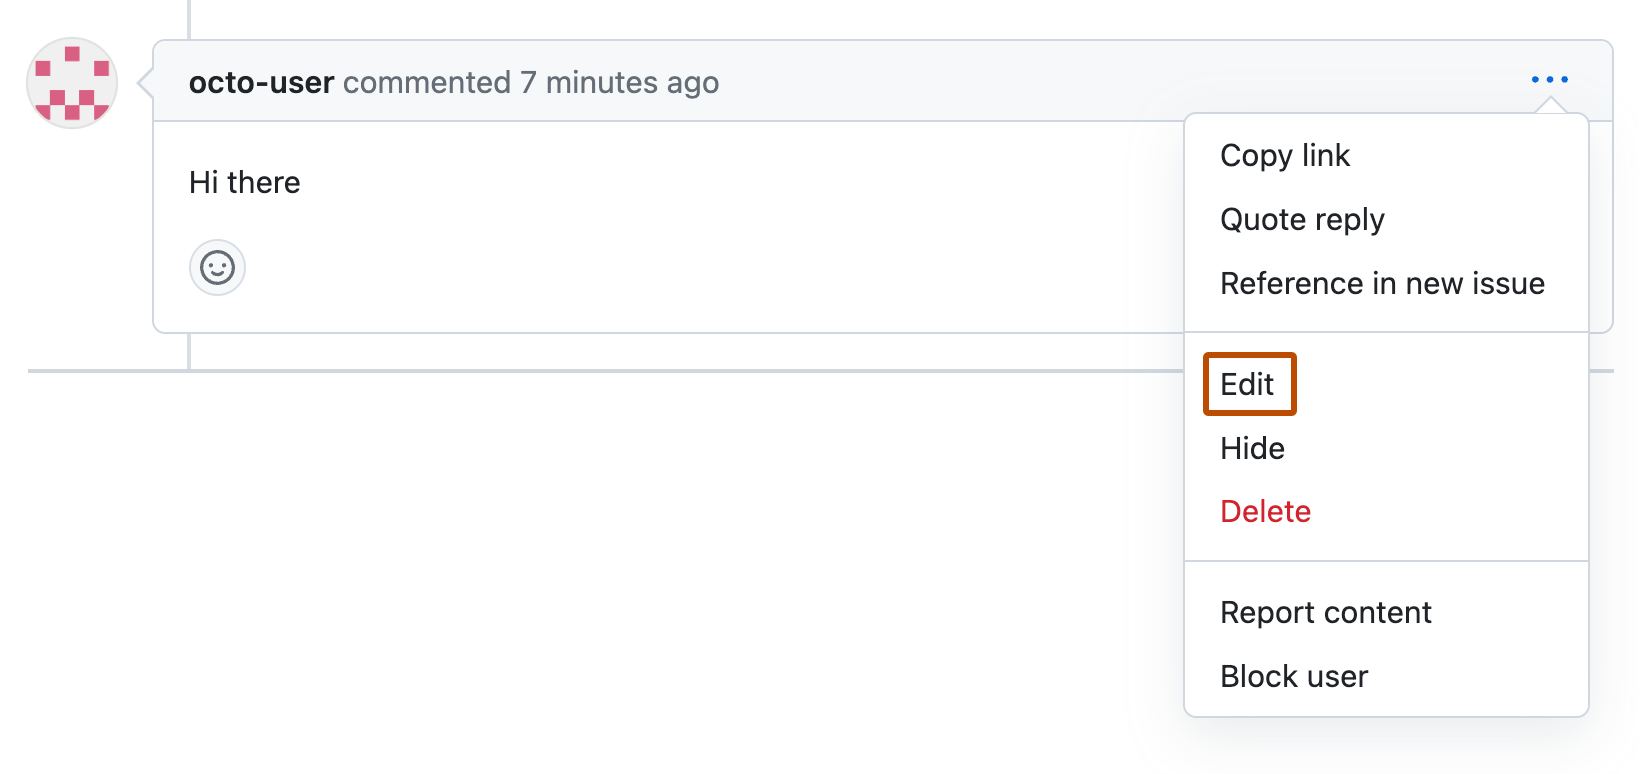 octo-user commented 7 minutes ago
Hi there
Copy link
Quote reply
Reference in new issue
Edit
Hide
Delete
Report content
Block user